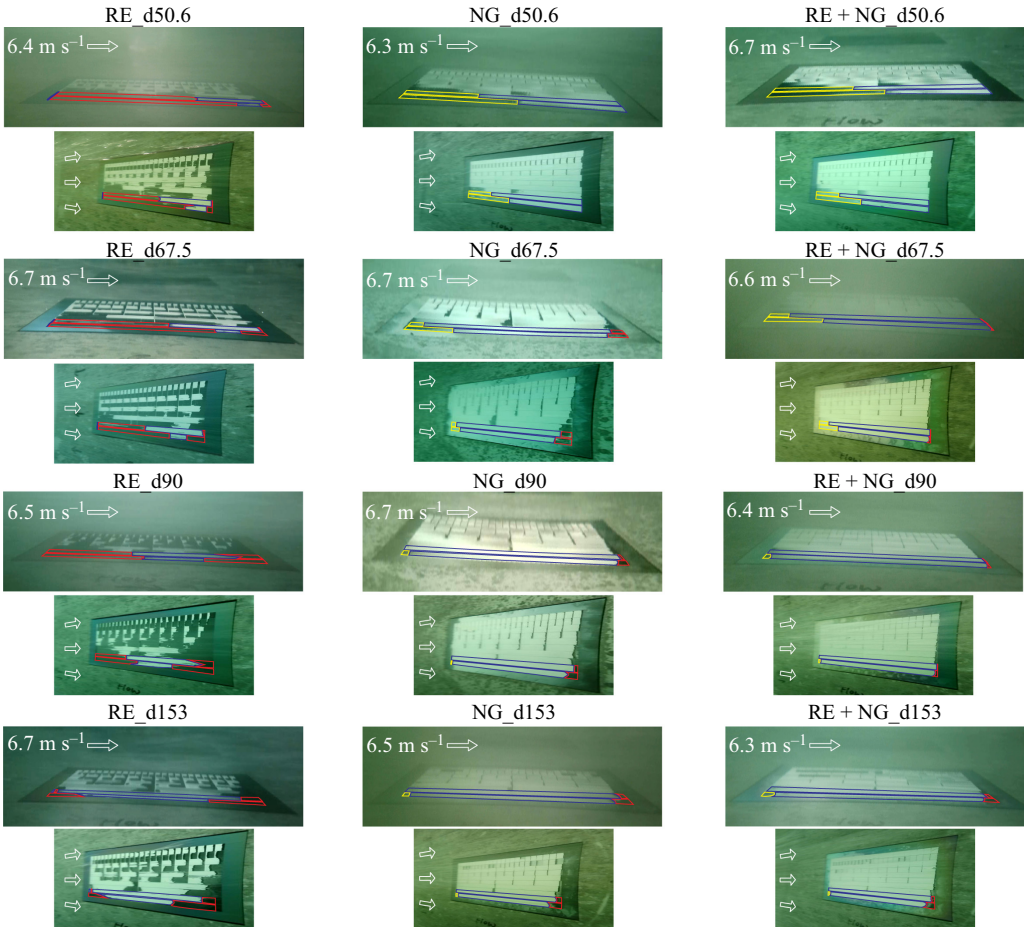 RE_d50.6
NG_d50.6
RE + NG_d50.6
6.4 m s⁻¹
6.3 m s⁻¹
6.7 m s⁻¹
Flow
RE_d67.5
NG_d67.5
RE + NG_d67.5
6.7 m s⁻¹
6.7 m s⁻¹
6.6 m s⁻¹
RE_d90
NG_d90
RE + NG_d90
6.5 m s⁻¹
6.7 m s⁻¹
6.4 m s⁻¹
Flow
RE_d153
NG_d153
RE + NG_d153
6.7 m s⁻¹
6.5 m s⁻¹
6.3 m s⁻¹